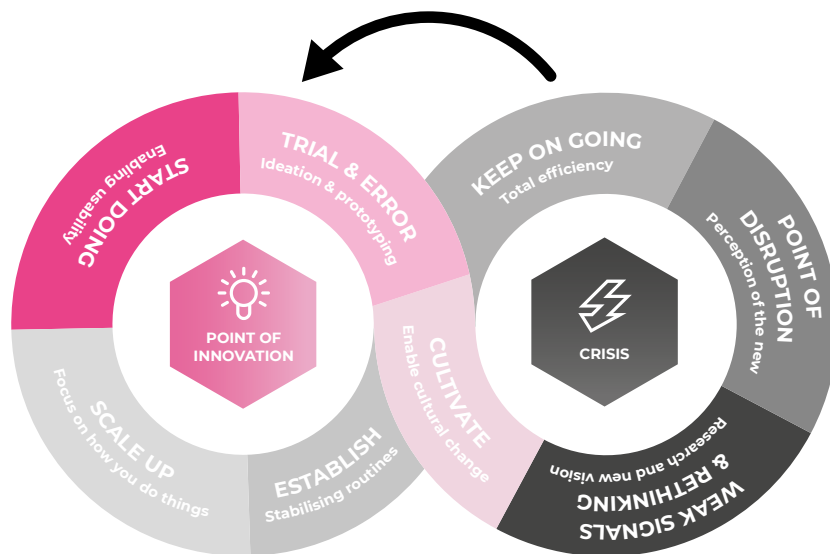 START DOING
Enabling usability
TRIAL & ERROR
Ideation & prototyping
KEEP ON GOING
Total efficiency
POINT OF
DISRUPTION
Perception of the new
POINT OF
INNOVATION
CRISIS
SCALE UP
Focus on how you do things
ESTABLISH
Stabilising routines
CULTIVATE
Enable cultural change
WEAK SIGNALS
& RETHINKING
Research and new vision